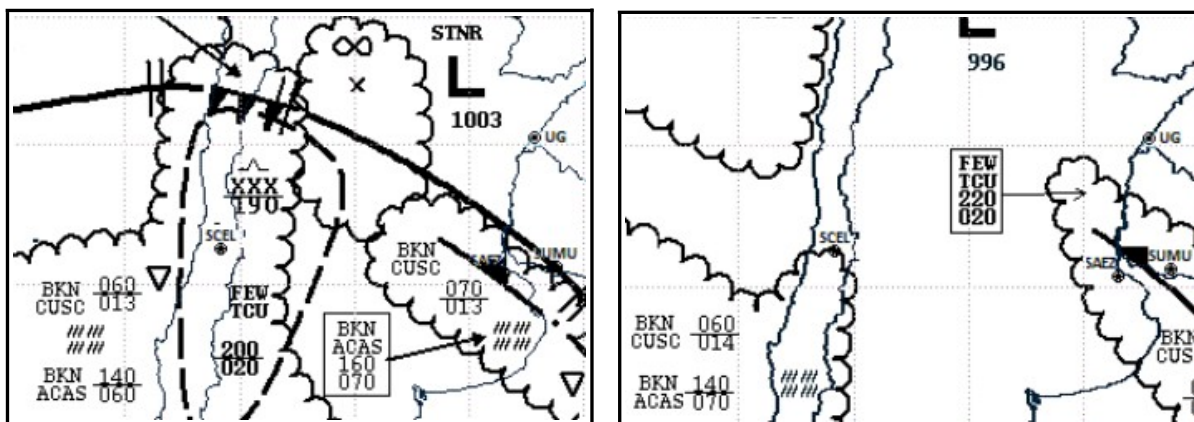 STNR
L
1003
UG
XXX
190
SCEL
BKN
CUSC
SAEZ
SUMU
BKN 060
CUSC 013
FEW
TCU
070
013
200
020
BKN
ACAS
160
070
BKN 140
ACAS 060
L
996
UG
FEW
TCU
220
020
SCEL
SAEZ
SUMU
BKN 060
CUSC 014
BKN
CUS
BKN 140
ACAS 070